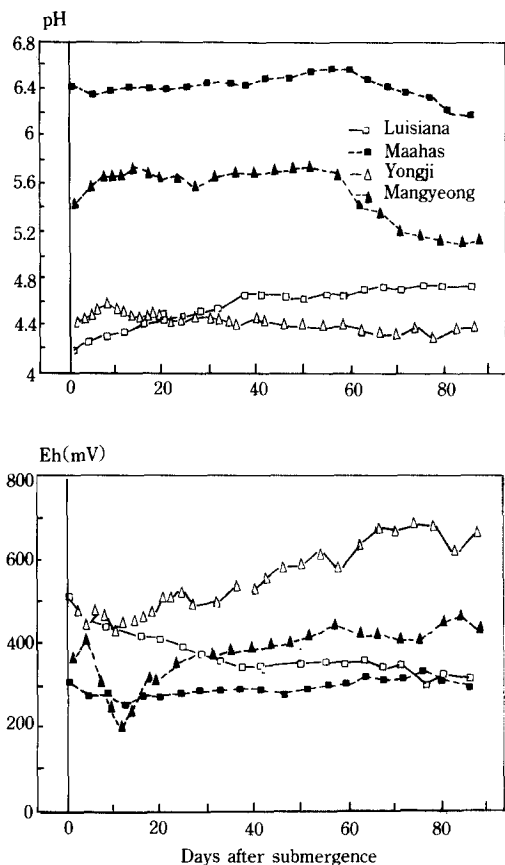 pH
6.8
6.4
6
5.6
5.2
4.8
4.4
4
Luisiana
Maahas
Yongji
Mangyeong
0 20 40 60 80
Eh(mV)
800
600
400
200
0
0 20 40 60 80
Days after submergence